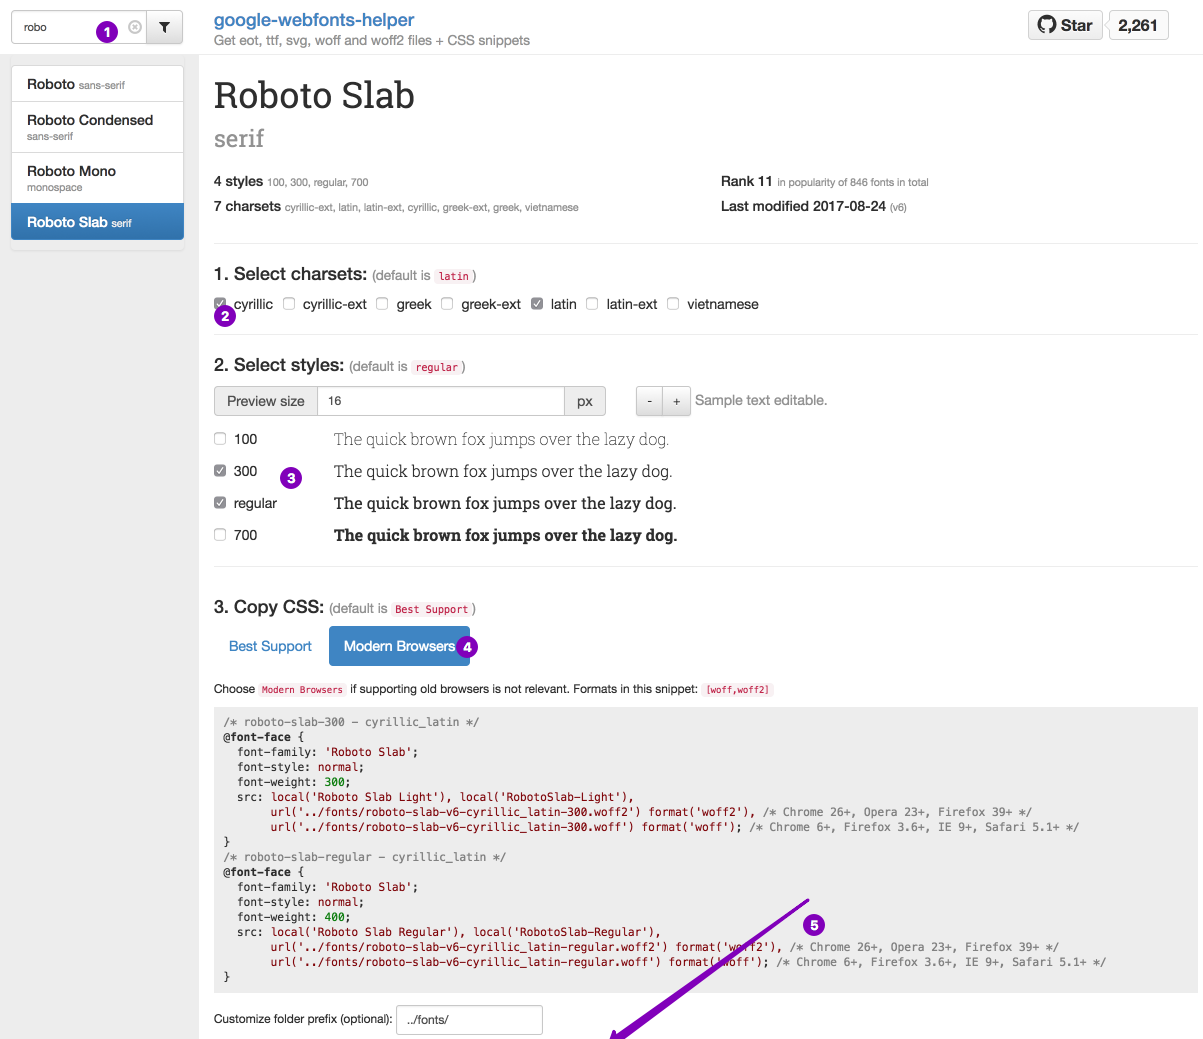 robo
1
google-webfonts-helper
Get eot, ttf, svg, woff and woff2 files + CSS snippets
Star 2,261
Roboto sans-serif
Roboto Condensed
sans-serif
Roboto Mono
monospace
Roboto Slab serif
Roboto Slab
serif
4 styles 100, 300, regular, 700
Rank 11 in popularity of 846 fonts in total
7 charsets cyrillic-ext, latin, latin-ext, cyrillic, greek-ext, greek, vietnamese
Last modified 2017-08-24 (v6)
1. Select charsets: (default is latin)
cyrillic cyrillic-ext greek greek-ext latin latin-ext vietnamese
2
2. Select styles: (default is regular)
Preview size 16 px - + Sample text editable.
100 The quick brown fox jumps over the lazy dog.
300 The quick brown fox jumps over the lazy dog.
3
regular The quick brown fox jumps over the lazy dog.
700 The quick brown fox jumps over the lazy dog.
3. Copy CSS: (default is Best Support)
Best Support Modern Browsers 4
Choose Modern Browsers if supporting old browsers is not relevant. Formats in this snippet: [woff,woff2]
/* roboto-slab-300 - cyrillic_latin */
@font-face {
font-family: 'Roboto Slab';
font-style: normal;
font-weight: 300;
src: local('Roboto Slab Light'), local('RobotoSlab-Light'),
url('../fonts/roboto-slab-v6-cyrillic_latin-300.woff2') format('woff2'), /* Chrome 26+, Opera 23+, Firefox 39+ */
url('../fonts/roboto-slab-v6-cyrillic_latin-300.woff') format('woff'); /* Chrome 6+, Firefox 3.6+, IE 9+, Safari 5.1+ */
}
/* roboto-slab-regular - cyrillic_latin */
@font-face {
font-family: 'Roboto Slab';
font-style: normal;
font-weight: 400;
src: local('Roboto Slab Regular'), local('RobotoSlab-Regular'),
5
url('../fonts/roboto-slab-v6-cyrillic_latin-regular.woff2') format('woff2'), /* Chrome 26+, Opera 23+, Firefox 39+ */
url('../fonts/roboto-slab-v6-cyrillic_latin-regular.woff') format('woff'); /* Chrome 6+, Firefox 3.6+, IE 9+, Safari 5.1+ */
}
Customize folder prefix (optional): ../fonts/